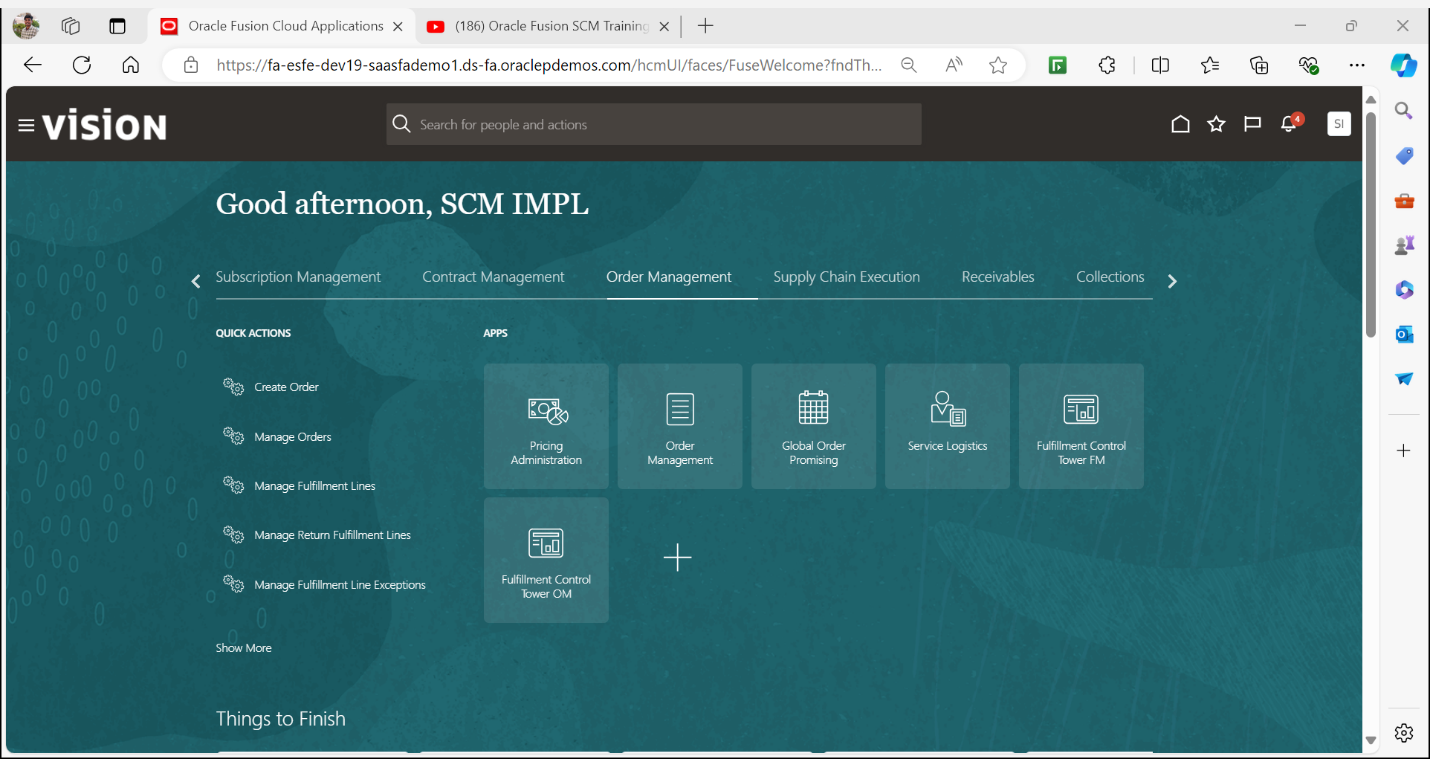 Oracle Fusion Cloud Applications
(186) Oracle Fusion SCM Training
https://fa-esfe-dev19-saasfademo1.ds-fa.oraclepdemos.com/hcmUI/faces/FuseWelcome?fndTh...
VISION
Search for people and actions
4
SI
Good afternoon, SCM IMPL
Subscription Management
Contract Management
Order Management
Supply Chain Execution
Receivables
Collections
QUICK ACTIONS
Create Order
Manage Orders
Manage Fulfillment Lines
Manage Return Fulfillment Lines
Manage Fulfillment Line Exceptions
Show More
APPS
Pricing
Administration
Order
Management
Global Order
Promising
Service Logistics
Fulfillment Control
Tower FM
Fulfillment Control
Tower OM
Things to Finish